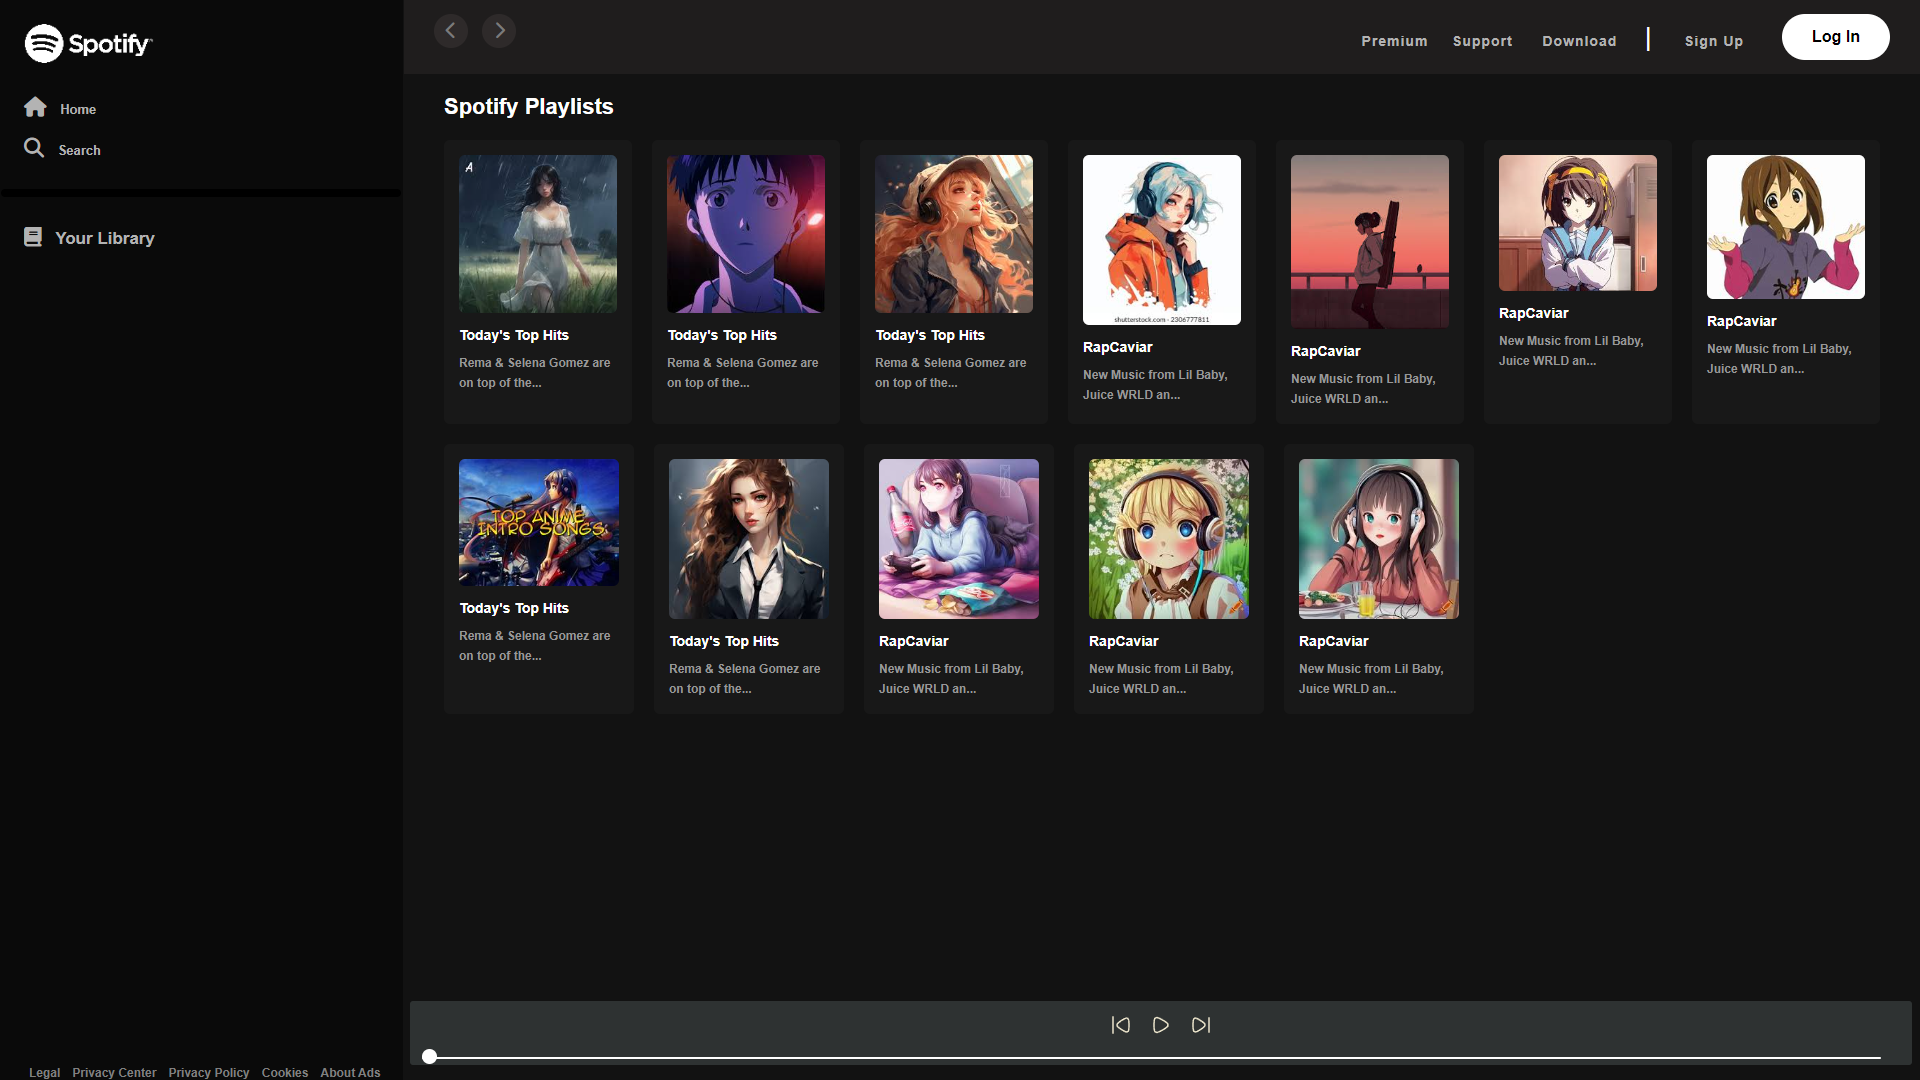 Spotify
Premium Support Download | Sign Up Log In
Home
Search
Your Library
Spotify Playlists
A
shutterstock.com · 2306777811
Today's Top Hits
Rema & Selena Gomez are
on top of the...
Today's Top Hits
Rema & Selena Gomez are
on top of the...
Today's Top Hits
Rema & Selena Gomez are
on top of the...
RapCaviar
New Music from Lil Baby,
Juice WRLD an...
RapCaviar
New Music from Lil Baby,
Juice WRLD an...
RapCaviar
New Music from Lil Baby,
Juice WRLD an...
RapCaviar
New Music from Lil Baby,
Juice WRLD an...
TOP ANIME
INTRO SONGS
Today's Top Hits
Rema & Selena Gomez are
on top of the...
Today's Top Hits
Rema & Selena Gomez are
on top of the...
RapCaviar
New Music from Lil Baby,
Juice WRLD an...
RapCaviar
New Music from Lil Baby,
Juice WRLD an...
RapCaviar
New Music from Lil Baby,
Juice WRLD an...
Legal Privacy Center Privacy Policy Cookies About Ads